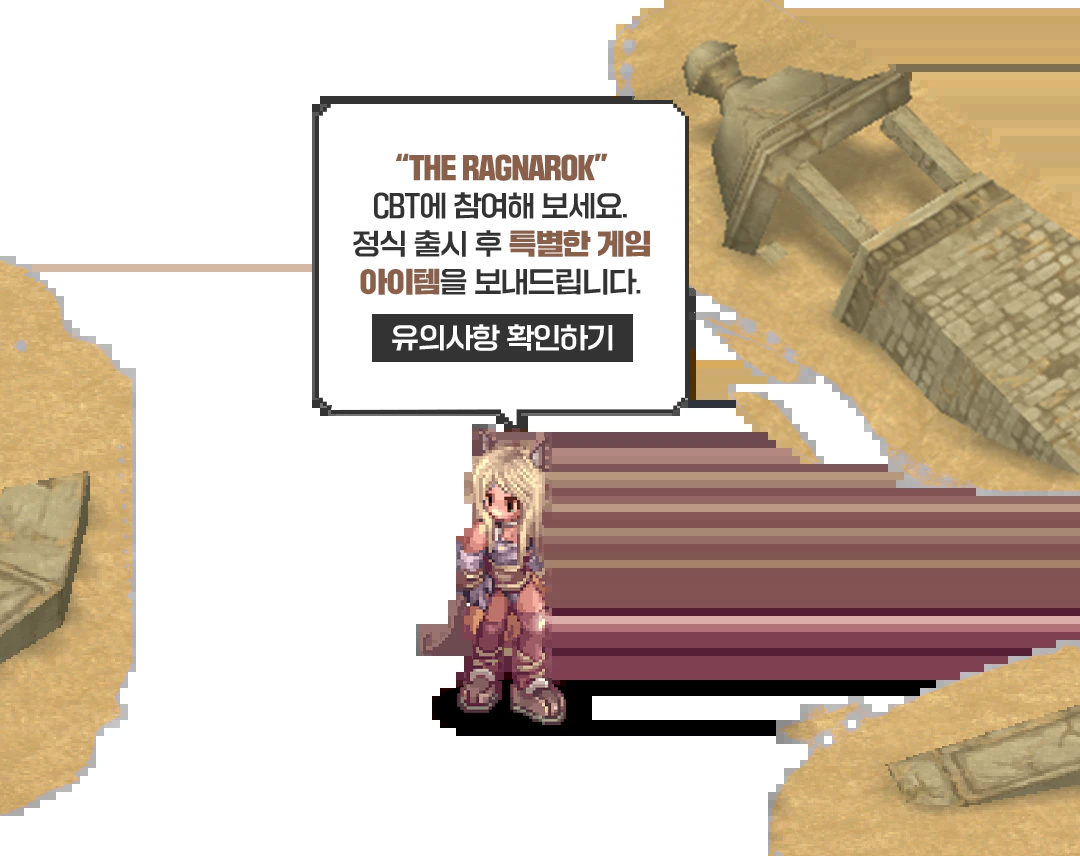 “THE RAGNAROK”
CBT에 참여해 보세요.
정식 출시 후 특별한 게임
아이템을 보내드립니다.
유의사항 확인하기